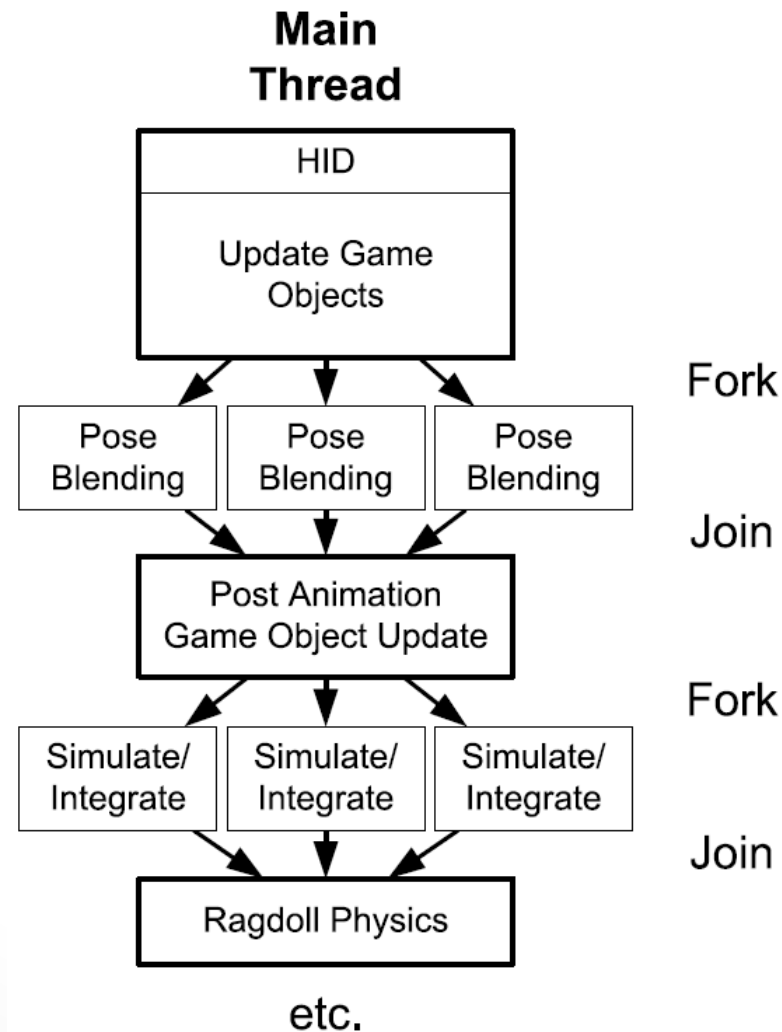 Main
Thread
HID
Update Game
Objects
Fork
Pose
Blending
Pose
Blending
Pose
Blending
Join
Post Animation
Game Object Update
Fork
Simulate/
Integrate
Simulate/
Integrate
Simulate/
Integrate
Join
Ragdoll Physics
etc.